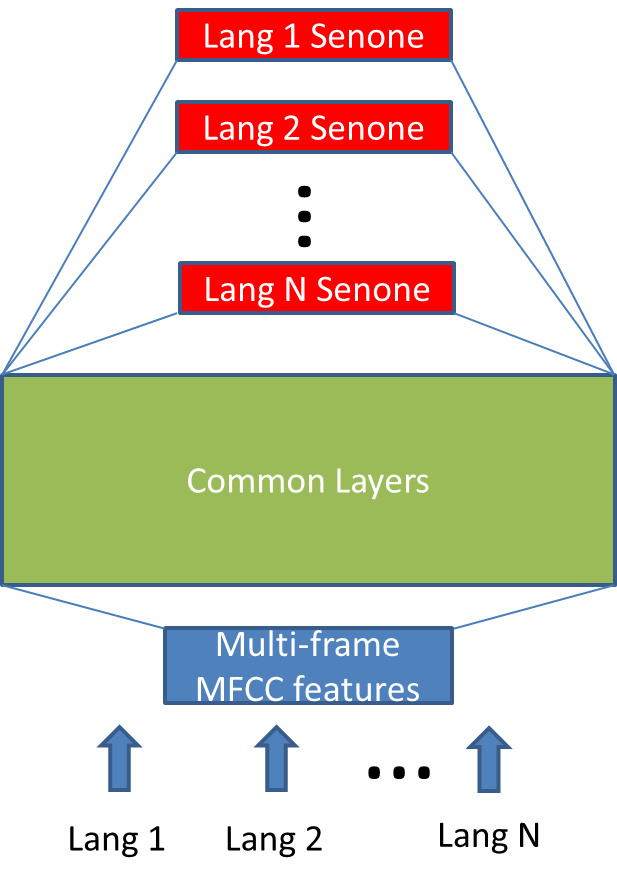 Lang 1 Senone
Lang 2 Senone
⋮
Lang N Senone
Common Layers
Multi-frame
MFCC features
Lang 1 Lang 2 ... Lang N